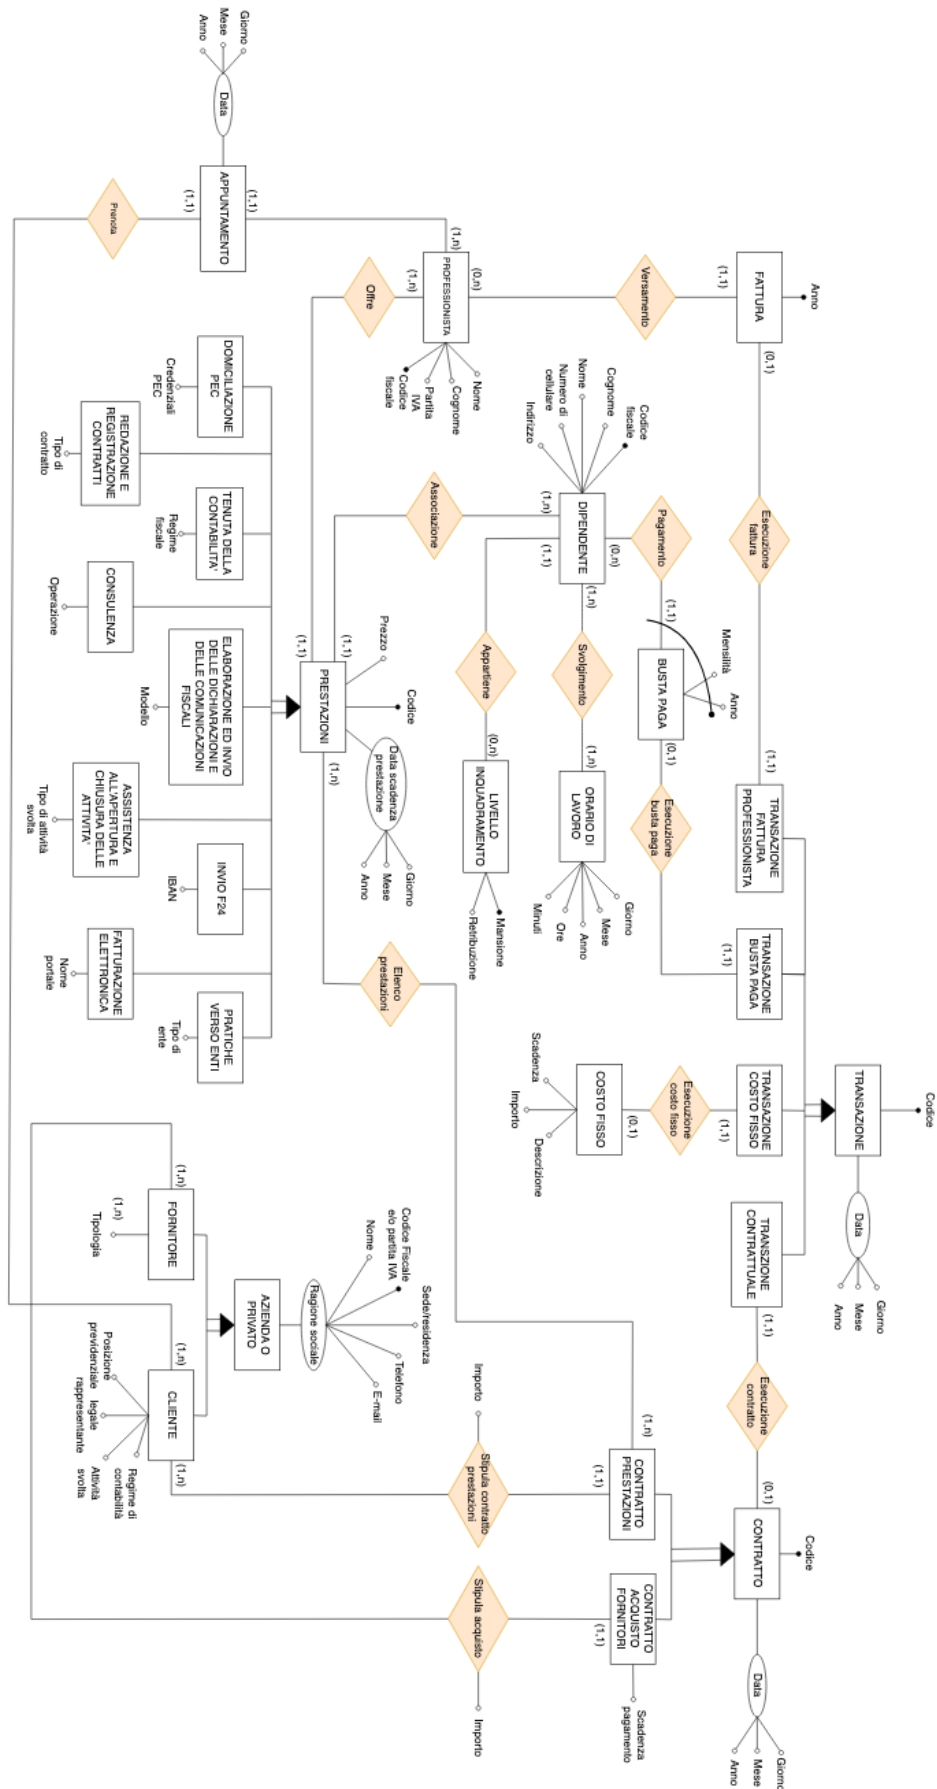 Anno
Codice
Codice
FATTURA
(1,1)
(0,1)
Versamento
Esecuzione
fattura
(1,1)
TRANSAZIONE
FATTURA
PROFESSIONISTA
TRANSAZIONE
BUSTA PAGA
(1,1)
TRANSAZIONE
COSTO FISSO
(1,1)
TRANSAZIONE
Data
Giorno
Mese
Anno
TRANSZIONE
CONTRATTUALE
(1,1)
Esecuzione
contratto
(0,1)
CONTRATTO
Data
Giorno
Mese
Anno
(0,n)
PROFESSIONISTA
(1,n)
(1,n)
Nome
Cognome
Partita
IVA
Codice
fiscale
Codice
fiscale
Cognome
Nome
Numero di
cellulare
Indirizzo
DIPENDENTE
(0,n)
(1,n)
(1,n)
(1,1)
Pagamento
(1,1)
BUSTA PAGA
Mensilità
Anno
(0,1)
Esecuzione
busta paga
Svolgimento
(1,n)
ORARIO DI
LAVORO
Giorno
Mese
Anno
Ore
Minuti
Appartiene
(0,n)
LIVELLO
INQUADRAMENTO
Mansione
Retribuzione
Esecuzione
costo fisso
(0,1)
COSTO FISSO
Scadenza
Importo
Descrizione
CONTRATTO
PRESTAZIONI
(1,n)
(1,1)
CONTRATTO
ACQUISTO
FORNITORI
(1,1)
Scadenza
pagamento
Stipula contratto
prestazioni
Importo
Stipula acquisto
Importo
Giorno
Mese
Anno
Data
APPUNTAMENTO
(1,1)
(1,1)
Prenota
Offre
Associazione
(1,1)
(1,1)
PRESTAZIONI
(1,n)
Prezzo
Codice
Data scadenza
prestazione
Giorno
Mese
Anno
Elenco
prestazioni
Codice Fiscale
e/o partita IVA
Nome
Sede/residenza
Telefono
E-mail
Ragione sociale
AZIENDA O
PRIVATO
(1,n)
FORNITORE
(1,n)
Tipologia
(1,n)
CLIENTE
(1,n)
Posizione
previdenziale
legale
rappresentante
Attività
svolta
Regime di
contabilità
DOMICILIAZIONE
PEC
Credenziali
PEC
REDAZIONE E
REGISTRAZIONE
CONTRATTI
Tipo di
contratto
TENUTA DELLA
CONTABILITA'
Regime
fiscale
CONSULENZA
Operazione
ELABORAZIONE ED INVIO
DELLE DICHIARAZIONI E
DELLE COMUNICAZIONI
FISCALI
Modello
ASSISTENZA
ALL'APERTURA E
CHIUSURA DELLE
ATTIVITA'
Tipo di attività
svolta
INVIO F24
IBAN
FATTURAZIONE
ELETTRONICA
Nome
portale
PRATICHE
VERSO ENTI
Tipo di
ente